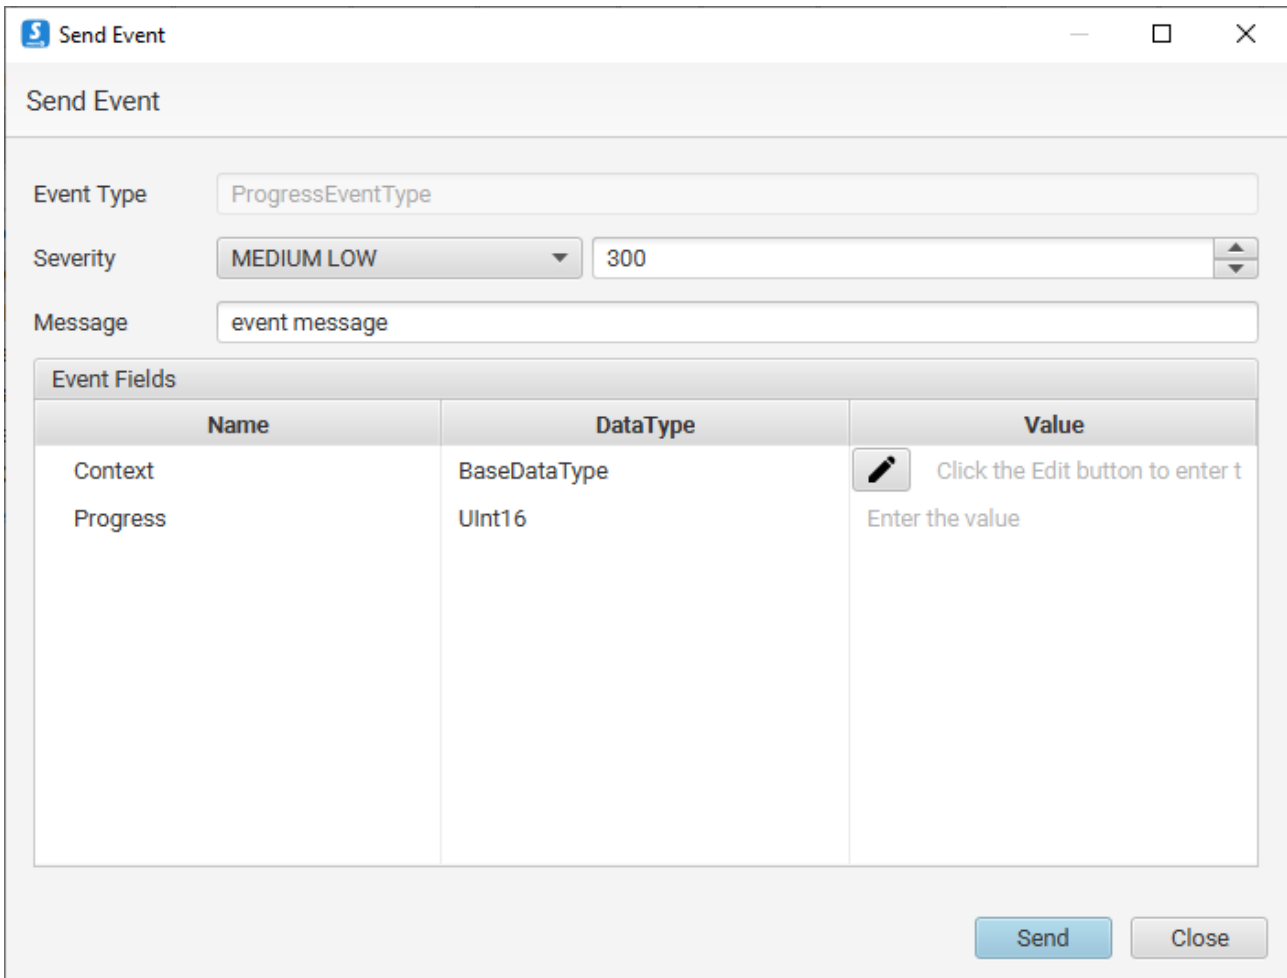 Send Event
Send Event
Event Type ProgressEventType
Severity MEDIUM LOW 300
Message event message
Event Fields
Name DataType Value
Context BaseDataType Click the Edit button to enter t
Progress UInt16 Enter the value
Send Close